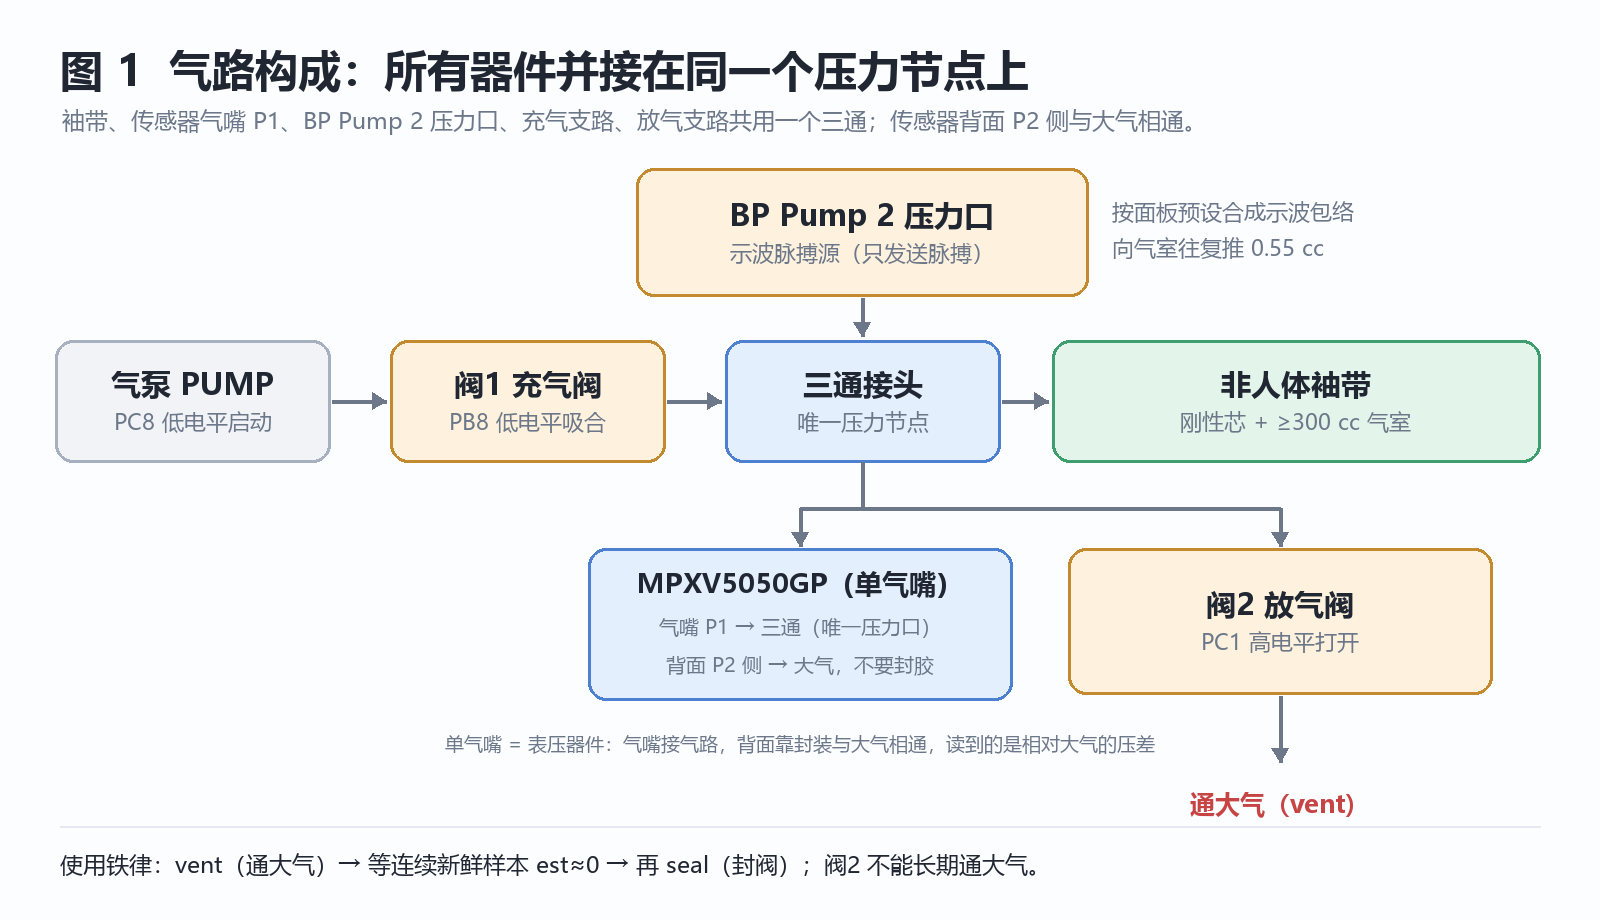 图 1 气路构成：所有器件并接在同一个压力节点上
袖带、传感器气嘴 P1、BP Pump 2 压力口、充气支路、放气支路共用一个三通；传感器背面 P2 侧与大气相通。
BP Pump 2 压力口
示波脉搏源（只发送脉搏）
按面板预设合成示波包络
向气室往复推 0.55 cc
气泵 PUMP
PC8 低电平启动
阀1 充气阀
PB8 低电平吸合
三通接头
唯一压力节点
非人体袖带
刚性芯 + ≥300 cc 气室
MPXV5050GP（单气嘴）
气嘴 P1 → 三通（唯一压力口）
背面 P2 侧 → 大气，不要封胶
阀2 放气阀
PC1 高电平打开
单气嘴 = 表压器件：气嘴接气路，背面靠封装与大气相通，读到的是相对大气的压差
通大气（vent）
使用铁律：vent（通大气）→ 等连续新鲜样本 est≈0 → 再 seal（封阀）；阀2 不能长期通大气。